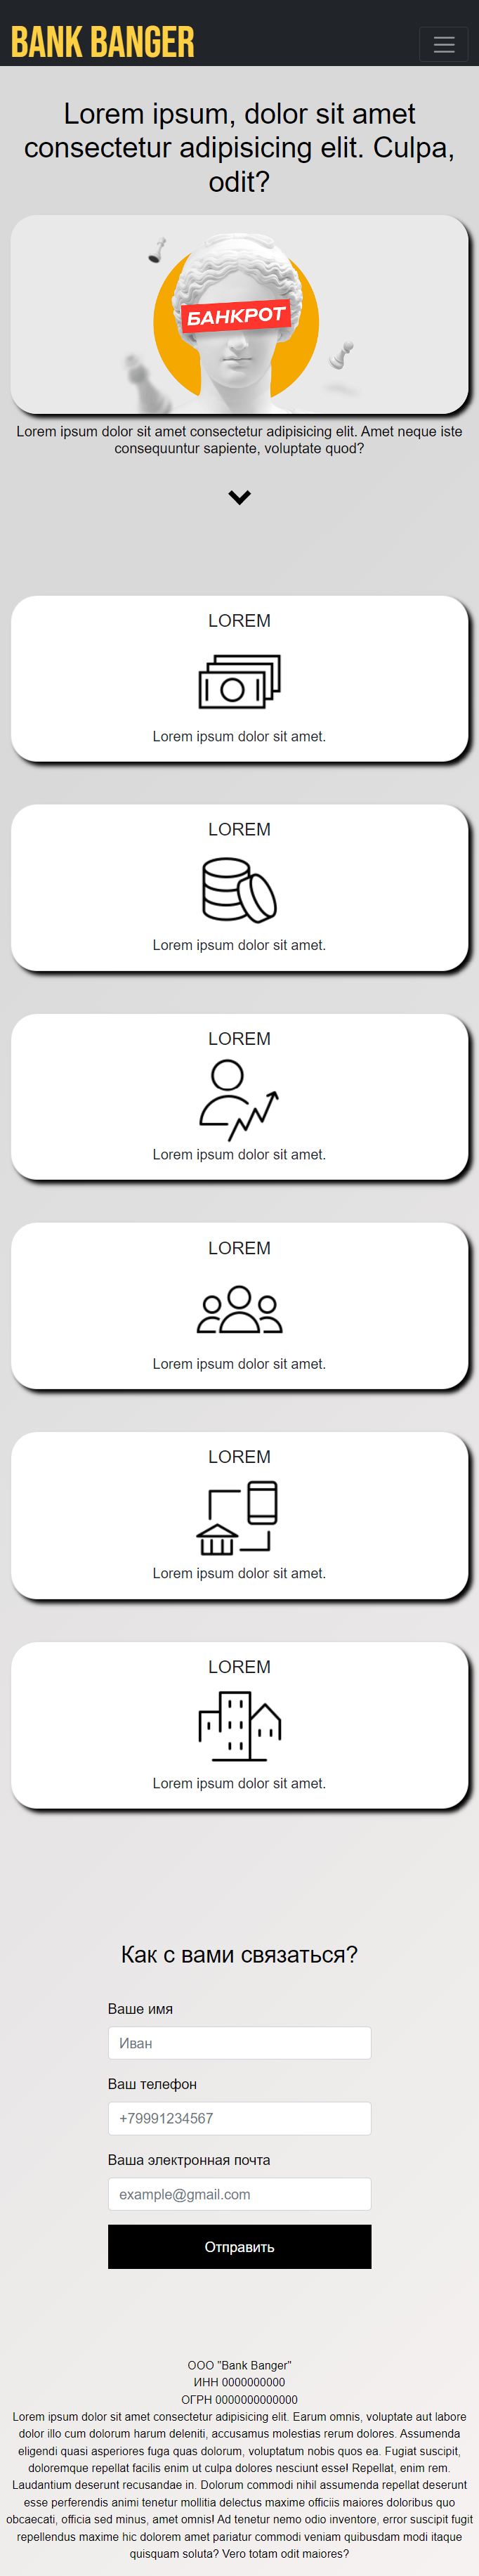 BANK BANGER
Lorem ipsum, dolor sit amet
consectetur adipisicing elit. Culpa,
odit?
БАНКРОТ
Lorem ipsum dolor sit amet consectetur adipisicing elit. Amet neque iste
consequuntur sapiente, voluptate quod?
LOREM
Lorem ipsum dolor sit amet.
LOREM
Lorem ipsum dolor sit amet.
LOREM
Lorem ipsum dolor sit amet.
LOREM
Lorem ipsum dolor sit amet.
LOREM
Lorem ipsum dolor sit amet.
LOREM
Lorem ipsum dolor sit amet.
Как с вами связаться?
Ваше имя
Иван
Ваш телефон
+79991234567
Ваша электронная почта
example@gmail.com
Отправить
ООО "Bank Banger"
ИНН 0000000000
ОГРН 0000000000000
Lorem ipsum dolor sit amet consectetur adipisicing elit. Earum omnis, voluptate aut labore
dolor illo cum dolorum harum deleniti, accusamus molestias rerum dolores. Assumenda
eligendi quasi asperiores fuga quas dolorum, voluptatum nobis quos ea. Fugiat suscipit,
doloremque repellat facilis enim ut culpa dolores nesciunt esse! Repellat, enim rem.
Laudantium deserunt recusandae in. Dolorum commodi nihil assumenda repellat deserunt
esse perferendis animi tenetur mollitia delectus maxime officiis maiores doloribus quo
obcaecati, officia sed minus, amet omnis! Ad tenetur nemo odio inventore, error suscipit fugit
repellendus maxime hic dolorem amet pariatur commodi veniam quibusdam modi itaque
quisquam soluta? Vero totam odit maiores?